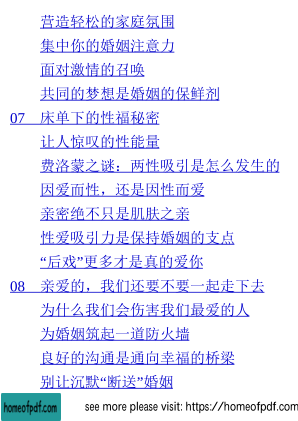 营造轻松的家庭氛围
集中你的婚姻注意力
面对激情的召唤
共同的梦想是婚姻的保鲜剂
07 床单下的性福秘密
让人惊叹的性能量
费洛蒙之谜：两性吸引是怎么发生的
因爱而性，还是因性而爱
亲密绝不只是肌肤之亲
性爱吸引力是保持婚姻的支点
“后戏”更多才是真的爱你
08 亲爱的，我们还要不要一起走下去
为什么我们会伤害我们最爱的人
为婚姻筑起一道防火墙
良好的沟通是通向幸福的桥梁
别让沉默“断送”婚姻
homeofpdf.com see more please visit: https://homeofpdf.com